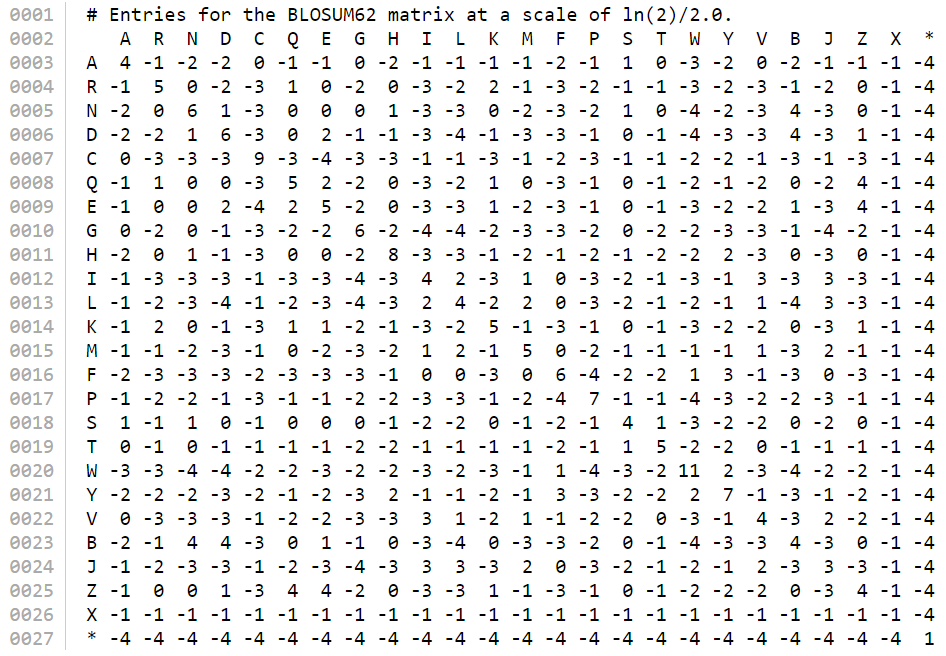 0001 # Entries for the BLOSUM62 matrix at a scale of ln(2)/2.0.
0002    A  R  N  D  C  Q  E  G  H  I  L  K  M  F  P  S  T  W  Y  V  B  J  Z  X  *
0003 A  4 -1 -2 -2  0 -1 -1  0 -2 -1 -1 -1 -1 -2 -1  1  0 -3 -2  0 -2 -1 -1 -1 -4
0004 R -1  5  0 -2 -3  1  0 -2  0 -3 -2  2 -1 -3 -2 -1 -1 -3 -2 -3 -1 -2  0 -1 -4
0005 N -2  0  6  1 -3  0  0  0  1 -3 -3  0 -2 -3 -2  1  0 -4 -2 -3  4 -3  0 -1 -4
0006 D -2 -2  1  6 -3  0  2 -1 -1 -3 -4 -1 -3 -3 -1  0 -1 -4 -3 -3  4 -3  1 -1 -4
0007 C  0 -3 -3 -3  9 -3 -4 -3 -3 -1 -1 -3 -1 -2 -3 -1 -1 -2 -2 -1 -3 -1 -3 -1 -4
0008 Q -1  1  0  0 -3  5  2 -2  0 -3 -2  1  0 -3 -1  0 -1 -2 -1 -2  0 -2  4 -1 -4
0009 E -1  0  0  2 -4  2  5 -2  0 -3 -3  1 -2 -3 -1  0 -1 -3 -2 -2  1 -3  4 -1 -4
0010 G  0 -2  0 -1 -3 -2 -2  6 -2 -4 -4 -2 -3 -3 -2  0 -2 -2 -3 -3 -1 -4 -2 -1 -4
0011 H -2  0  1 -1 -3  0  0 -2  8 -3 -3 -1 -2 -1 -2 -1 -2 -2  2 -3  0 -3  0 -1 -4
0012 I -1 -3 -3 -3 -1 -3 -3 -4 -3  4  2 -3  1  0 -3 -2 -1 -3 -1  3 -3  3 -3 -1 -4
0013 L -1 -2 -3 -4 -1 -2 -3 -4 -3  2  4 -2  2  0 -3 -2 -1 -2 -1  1 -4  3 -3 -1 -4
0014 K -1  2  0 -1 -3  1  1 -2 -1 -3 -2  5 -1 -3 -1  0 -1 -3 -2 -2  0 -3  1 -1 -4
0015 M -1 -1 -2 -3 -1  0 -2 -3 -2  1  2 -1  5  0 -2 -1 -1 -1 -1  1 -3  2 -1 -1 -4
0016 F -2 -3 -3 -3 -2 -3 -3 -3 -1  0  0 -3  0  6 -4 -2 -2  1  3 -1 -3  0 -3 -1 -4
0017 P -1 -2 -2 -1 -3 -1 -1 -2 -2 -3 -3 -1 -2 -4  7 -1 -1 -4 -3 -2 -2 -3 -1 -1 -4
0018 S  1 -1  1  0 -1  0  0  0 -1 -2 -2  0 -1 -2 -1  4  1 -3 -2 -2  0 -2  0 -1 -4
0019 T  0 -1  0 -1 -1 -1 -1 -2 -2 -1 -1 -1 -1 -2 -1  1  5 -2 -2  0 -1 -1 -1 -1 -4
0020 W -3 -3 -4 -4 -2 -2 -3 -2 -2 -3 -2 -3 -1  1 -4 -3 -2 11  2 -3 -4 -2 -2 -1 -4
0021 Y -2 -2 -2 -3 -2 -1 -2 -3  2 -1 -1 -2 -1  3 -3 -2 -2  2  7 -1 -3 -1 -2 -1 -4
0022 V  0 -3 -3 -3 -1 -2 -2 -3 -3  3  1 -2  1 -1 -2 -2  0 -3 -1  4 -3  2 -2 -1 -4
0023 B -2 -1  4  4 -3  0  1 -1  0 -3 -4  0 -3 -3 -2  0 -1 -4 -3 -3  4 -3  0 -1 -4
0024 J -1 -2 -3 -3 -1 -2 -3 -4 -3  3  3 -3  2  0 -3 -2 -1 -2 -1  2 -3  3 -3 -1 -4
0025 Z -1  0  0  1 -3  4  4 -2  0 -3 -3  1 -1 -3 -1  0 -1 -2 -2 -2  0 -3  4 -1 -4
0026 X -1 -1 -1 -1 -1 -1 -1 -1 -1 -1 -1 -1 -1 -1 -1 -1 -1 -1 -1 -1 -1 -1 -1 -1 -4
0027 * -4 -4 -4 -4 -4 -4 -4 -4 -4 -4 -4 -4 -4 -4 -4 -4 -4 -4 -4 -4 -4 -4 -4 -4  1